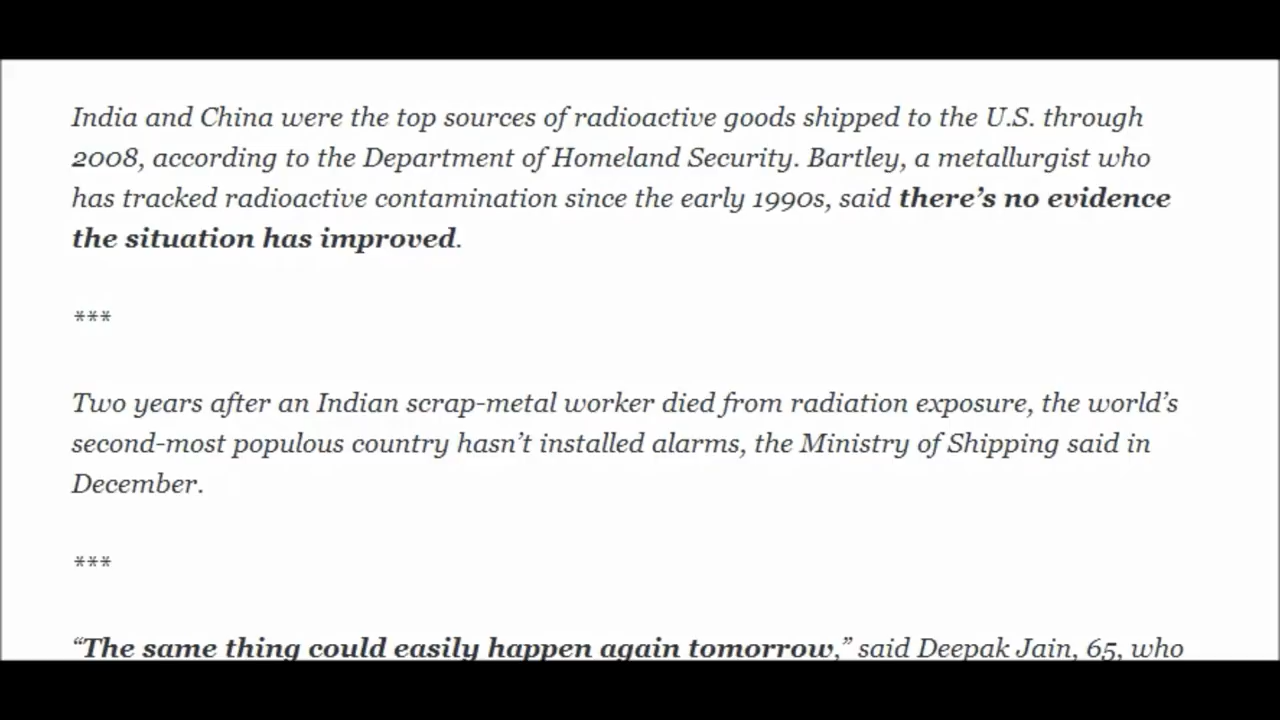 India and China were the top sources of radioactive goods shipped to the U.S. through
2008, according to the Department of Homeland Security. Bartley, a metallurgist who
has tracked radioactive contamination since the early 1990s, said there’s no evidence
the situation has improved.
***
Two years after an Indian scrap-metal worker died from radiation exposure, the world’s
second-most populous country hasn’t installed alarms, the Ministry of Shipping said in
December.
***
“The same thing could easily happen again tomorrow,” said Deepak Jain, 65, who